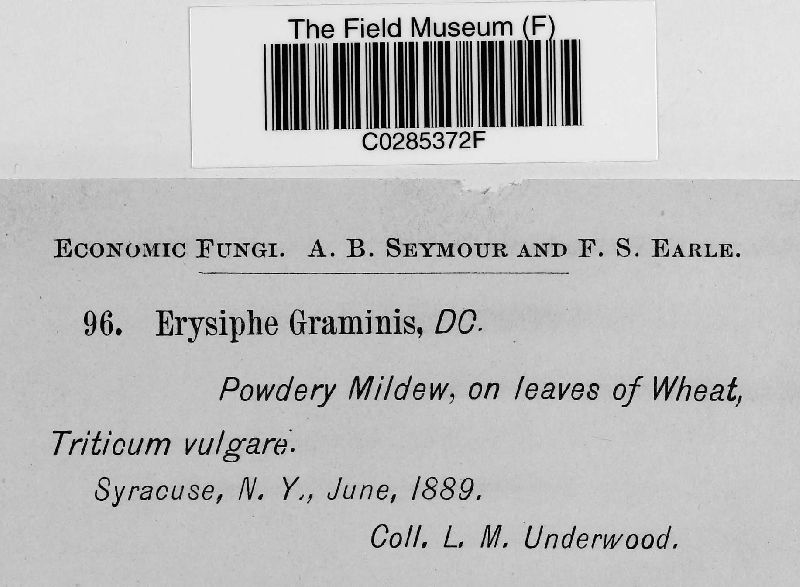 The Field Museum (F)
C0285372F
Economic Fungi. A. B. Seymour and F. S. Earle.
96. Erysiphe Graminis, DC.
Powdery Mildew, on leaves of Wheat,
Triticum vulgare.
Syracuse, N. Y., June, 1889.
Coll. L. M. Underwood.